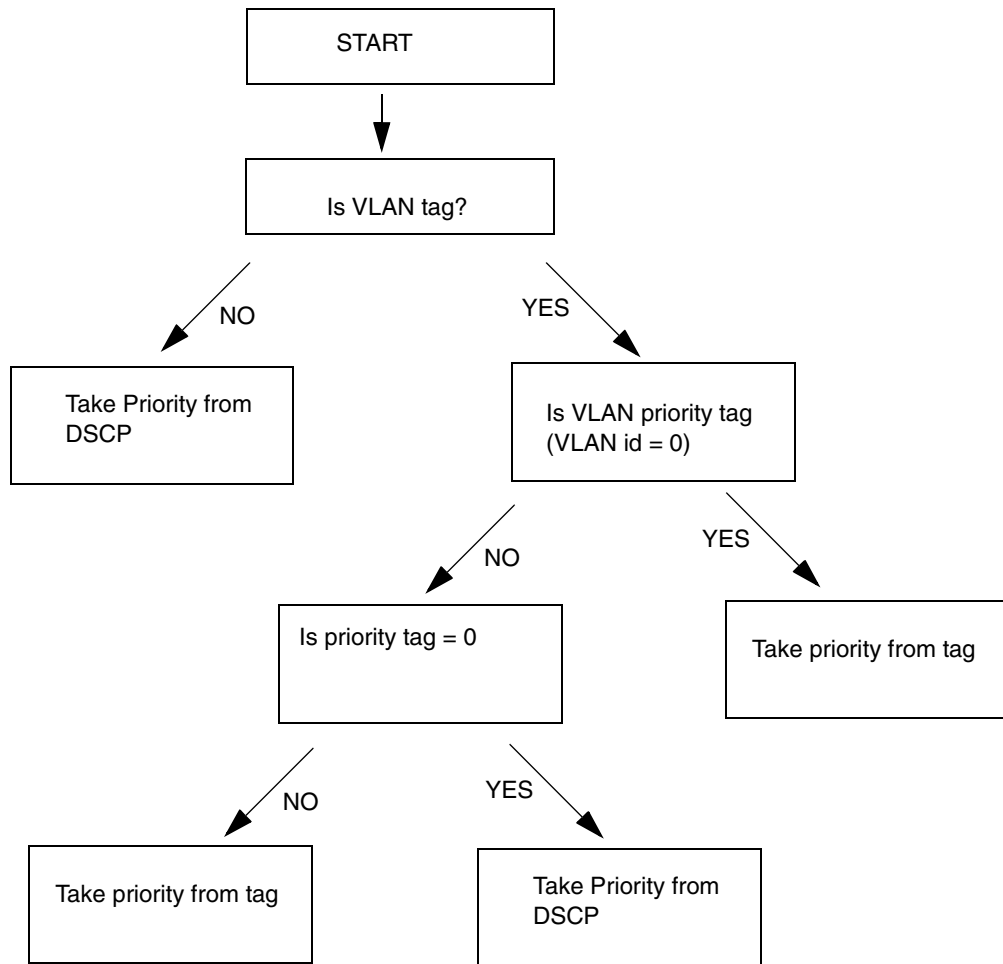 START
Is VLAN tag?
NO
YES
Take Priority from
DSCP
Is VLAN priority tag
(VLAN id = 0)
NO
YES
Is priority tag = 0
Take priority from tag
NO
YES
Take priority from tag
Take Priority from
DSCP